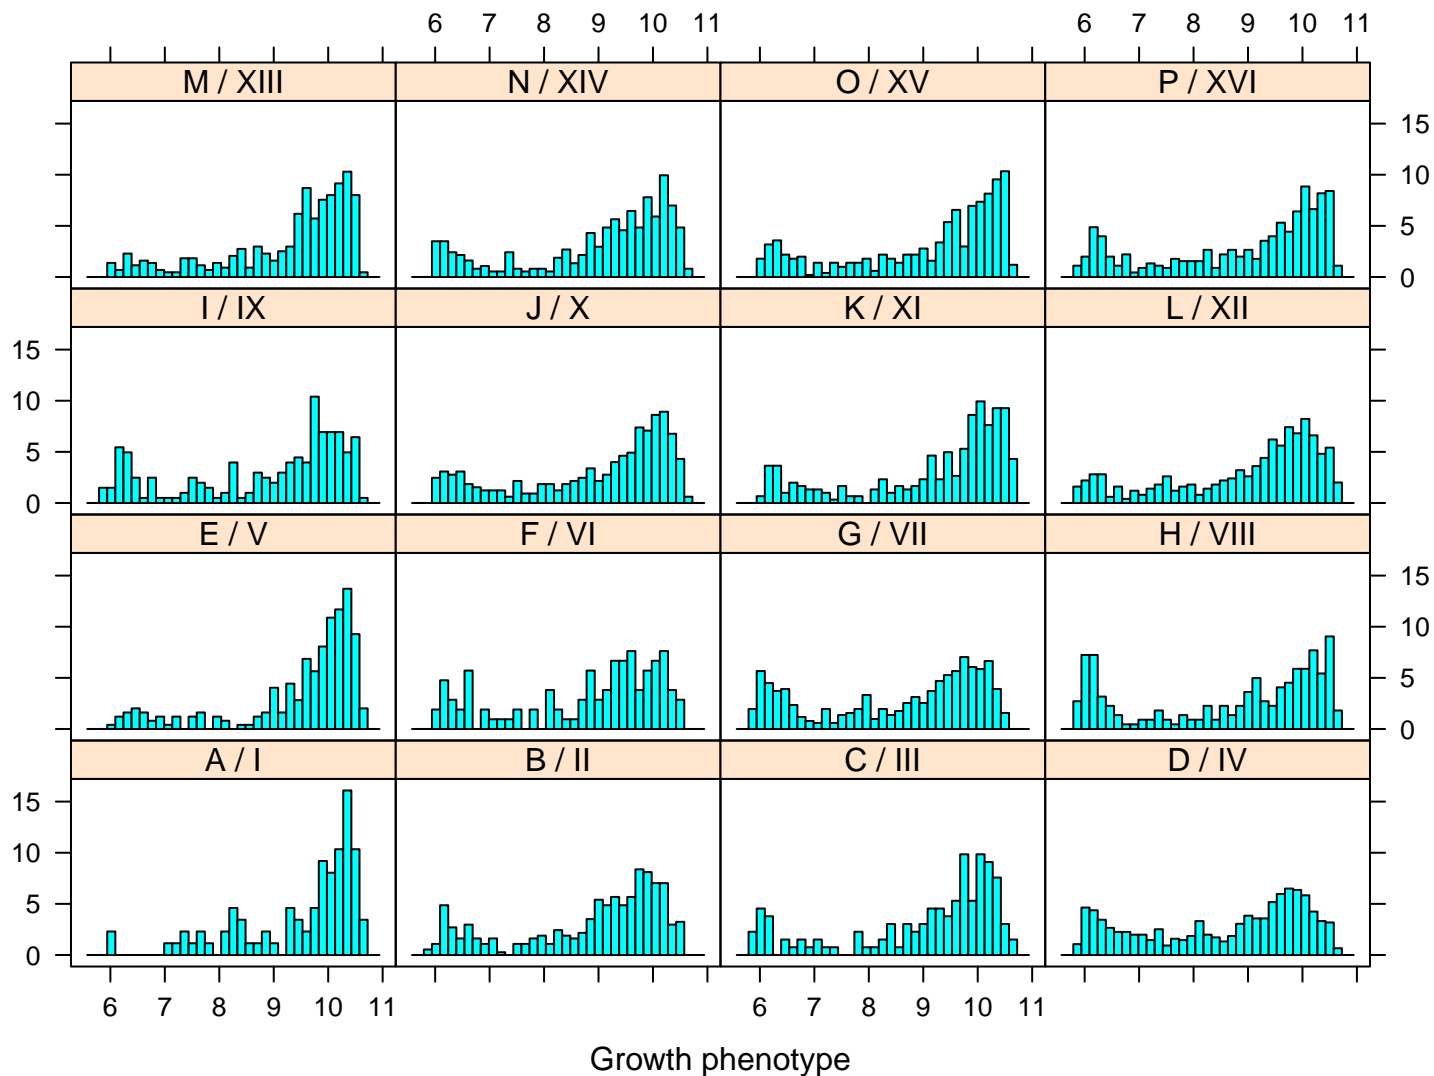 6 7 8 9 10 11 6 7 8 9 10 11
M / XIII N / XIV O / XV P / XVI
15
10
5
0
I / IX J / X K / XI L / XII
15
10
5
0
E / V F / VI G / VII H / VIII
15
10
5
0
A / I B / II C / III D / IV
15
10
5
0
6 7 8 9 10 11 6 7 8 9 10 11
Growth phenotype